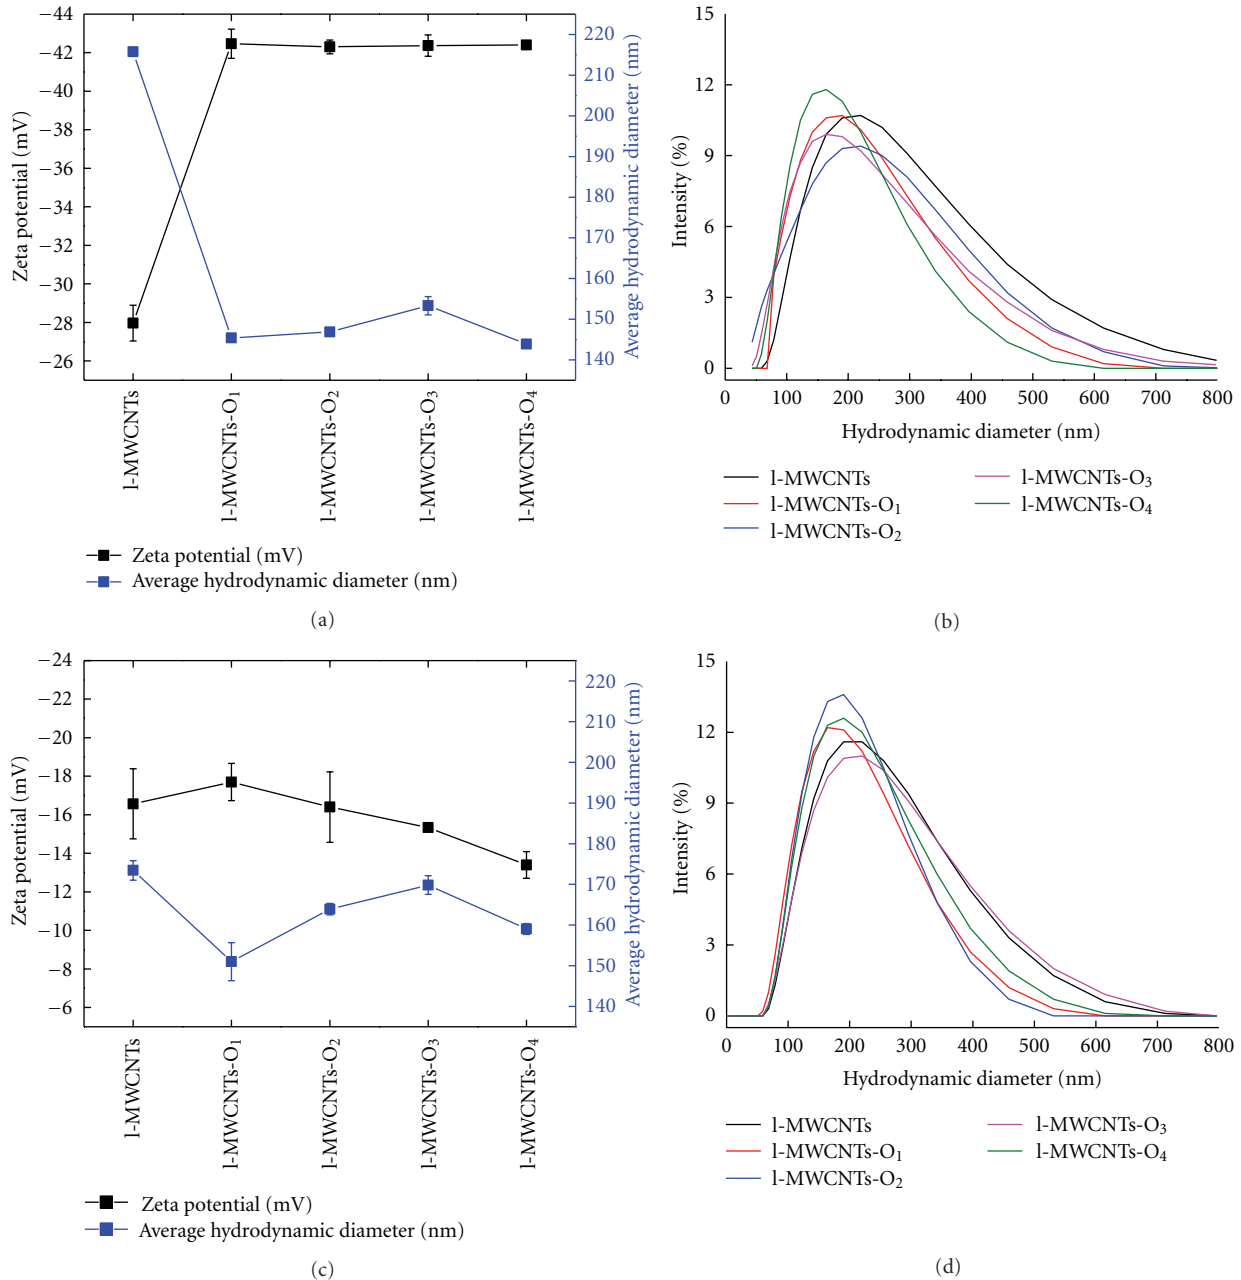 −44
−42
−40
−38
−36
−34
−32
−30
−28
−26
Zeta potential (mV)
220
210
200
190
180
170
160
150
140
Average hydrodynamic diameter (nm)
l-MWCNTs
l-MWCNTs-O1
l-MWCNTs-O2
l-MWCNTs-O3
l-MWCNTs-O4
Zeta potential (mV)
Average hydrodynamic diameter (nm)
(a)
15
12
9
6
3
0
Intensity (%)
0 100 200 300 400 500 600 700 800
Hydrodynamic diameter (nm)
l-MWCNTs
l-MWCNTs-O1
l-MWCNTs-O2
l-MWCNTs-O3
l-MWCNTs-O4
(b)
−24
−22
−20
−18
−16
−14
−12
−10
−8
−6
Zeta potential (mV)
220
210
200
190
180
170
160
150
140
Average hydrodynamic diameter (nm)
l-MWCNTs
l-MWCNTs-O1
l-MWCNTs-O2
l-MWCNTs-O3
l-MWCNTs-O4
Zeta potential (mV)
Average hydrodynamic diameter (nm)
(c)
15
12
9
6
3
0
Intensity (%)
0 100 200 300 400 500 600 700 800
Hydrodynamic diameter (nm)
l-MWCNTs
l-MWCNTs-O1
l-MWCNTs-O2
l-MWCNTs-O3
l-MWCNTs-O4
(d)